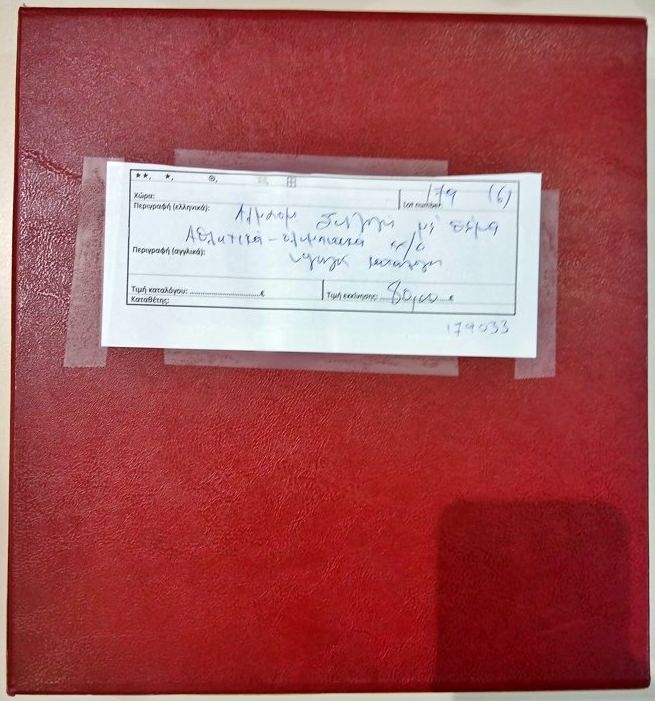 ★★, ★,
Χώρα:
Lot number: 179 (6)
Περιγραφή (ελληνικά):
Άλμπουμ Συλλογή με θέμα
Αθλητικά - ολυμπιακά
Περιγραφή (αγγλικά):
Τιμή καταλόγου: ........................€
Τιμή εκκίνησης: 80,00 €
Καταθέτης:
179033